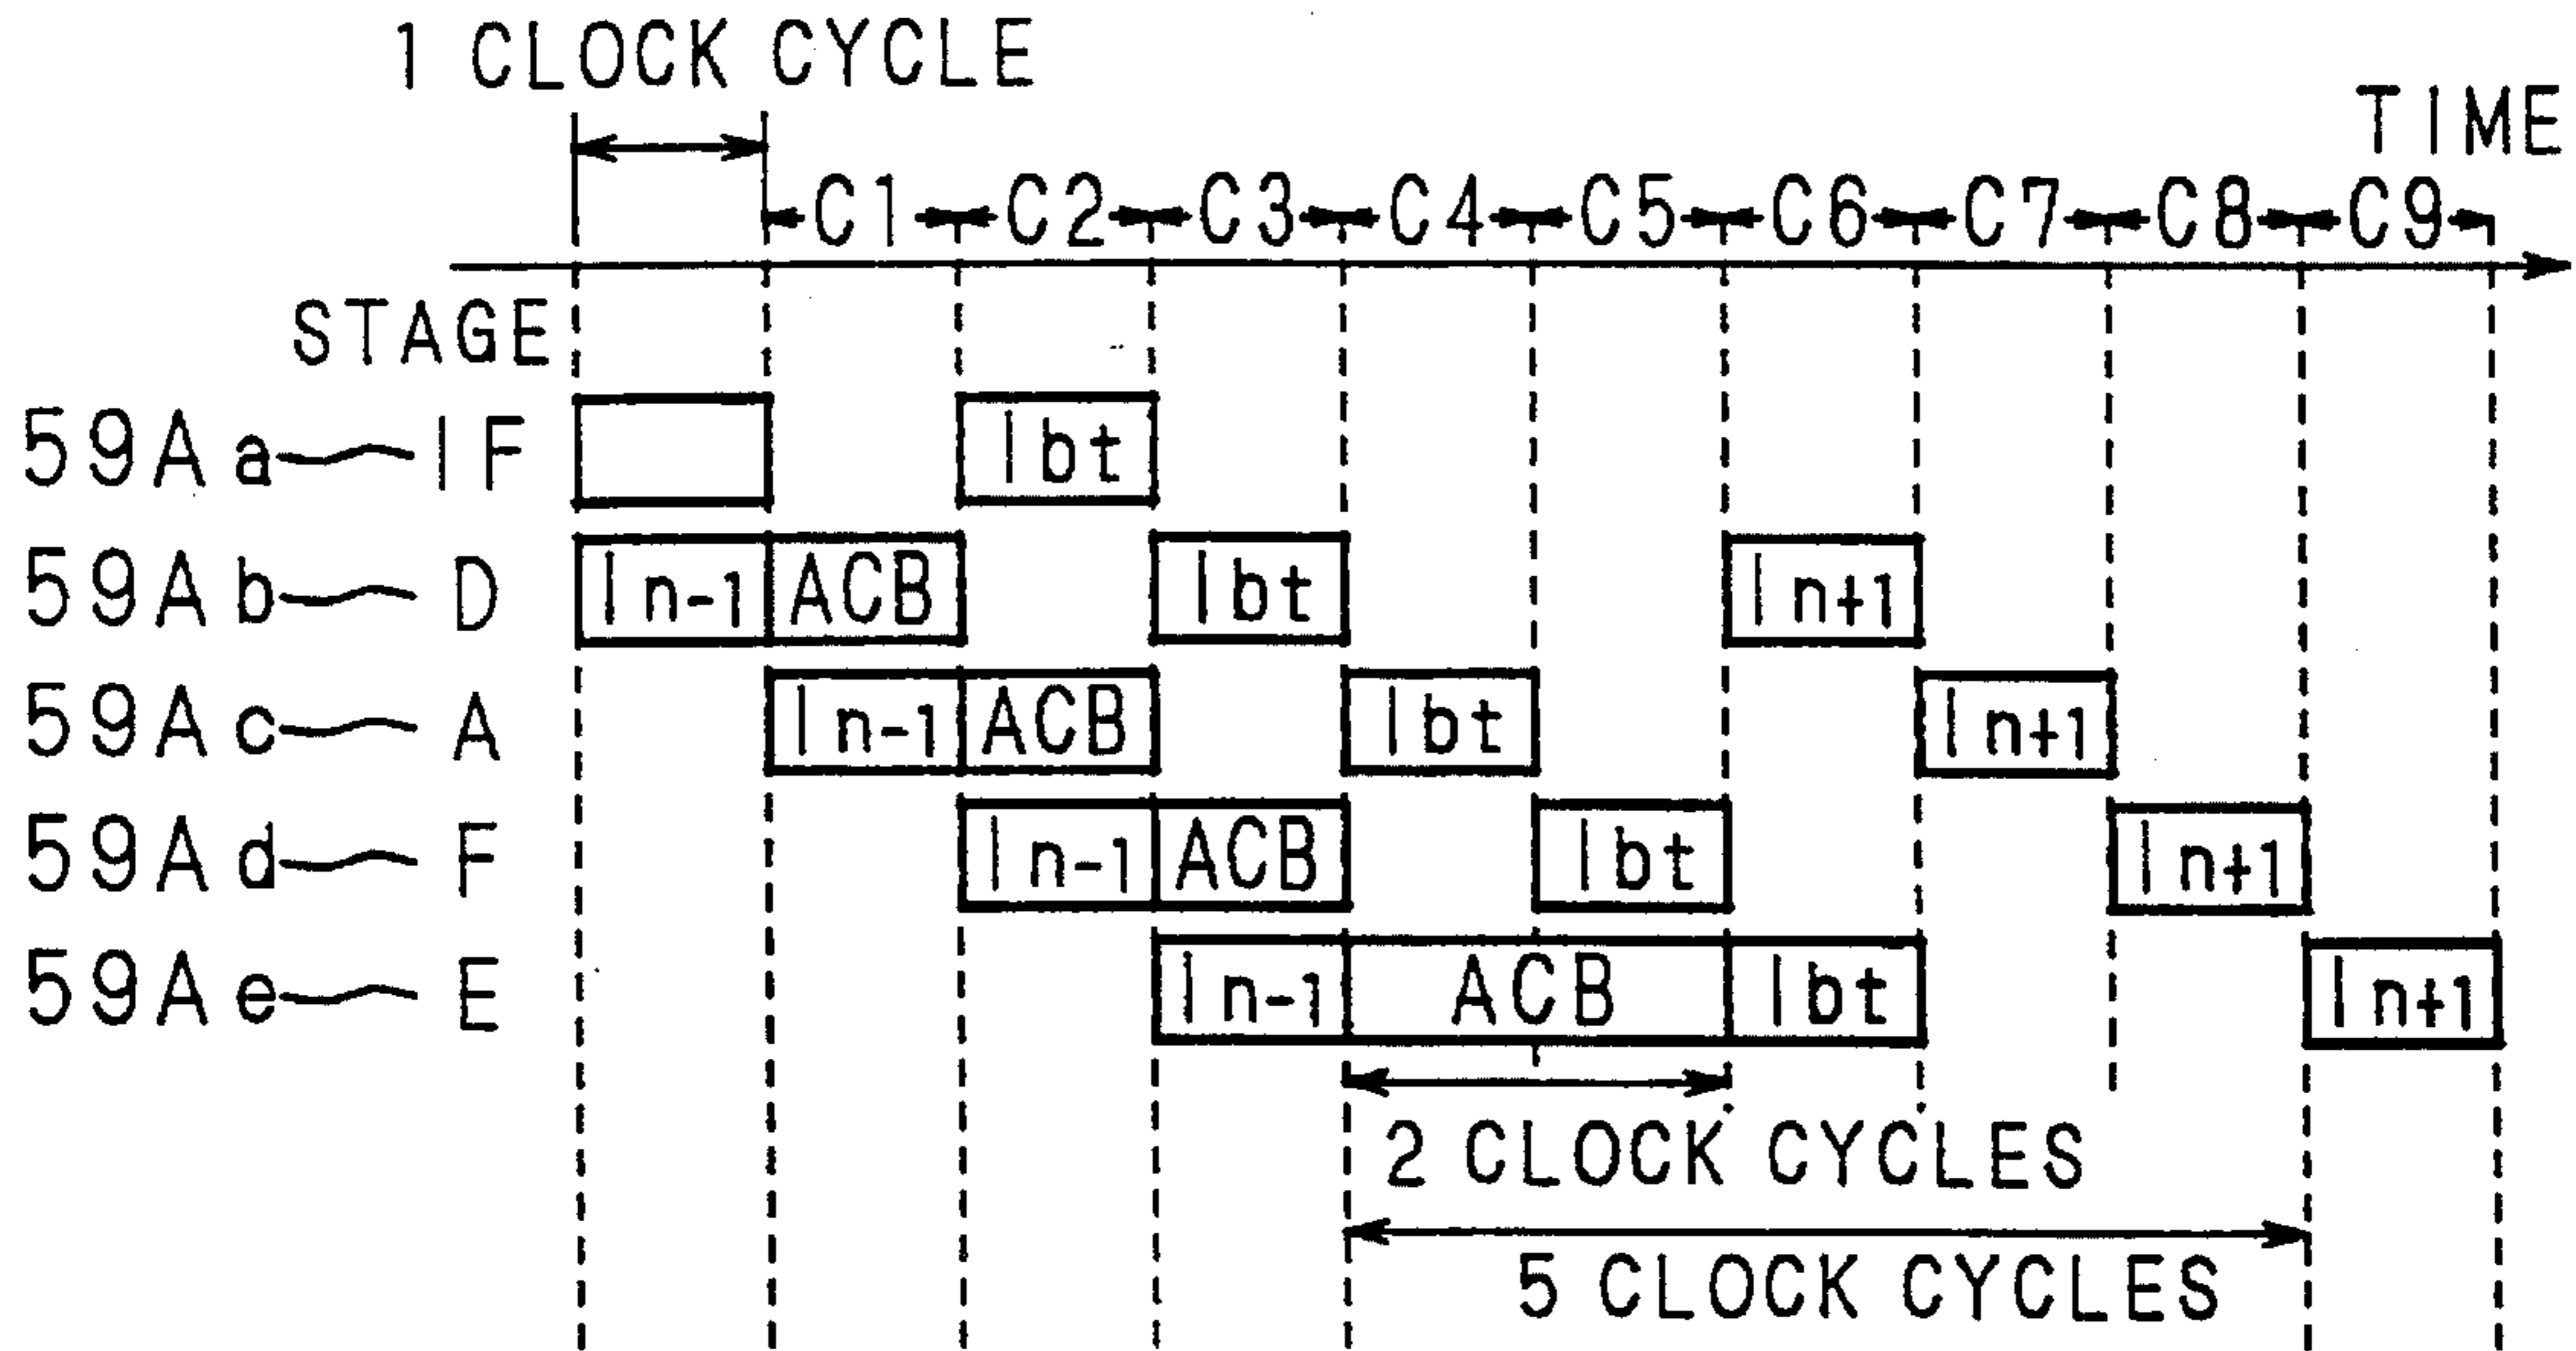 1 CLOCK CYCLE
TIME
C1 C2 C3 C4 C5 C6 C7 C8 C9
STAGE
59Aa IF Ibt
59Ab D In-1 ACB Ibt In+1
59Ac A In-1 ACB Ibt In+1
59Ad F In-1 ACB Ibt In+1
59Ae E In-1 ACB Ibt In+1
2 CLOCK CYCLES
5 CLOCK CYCLES